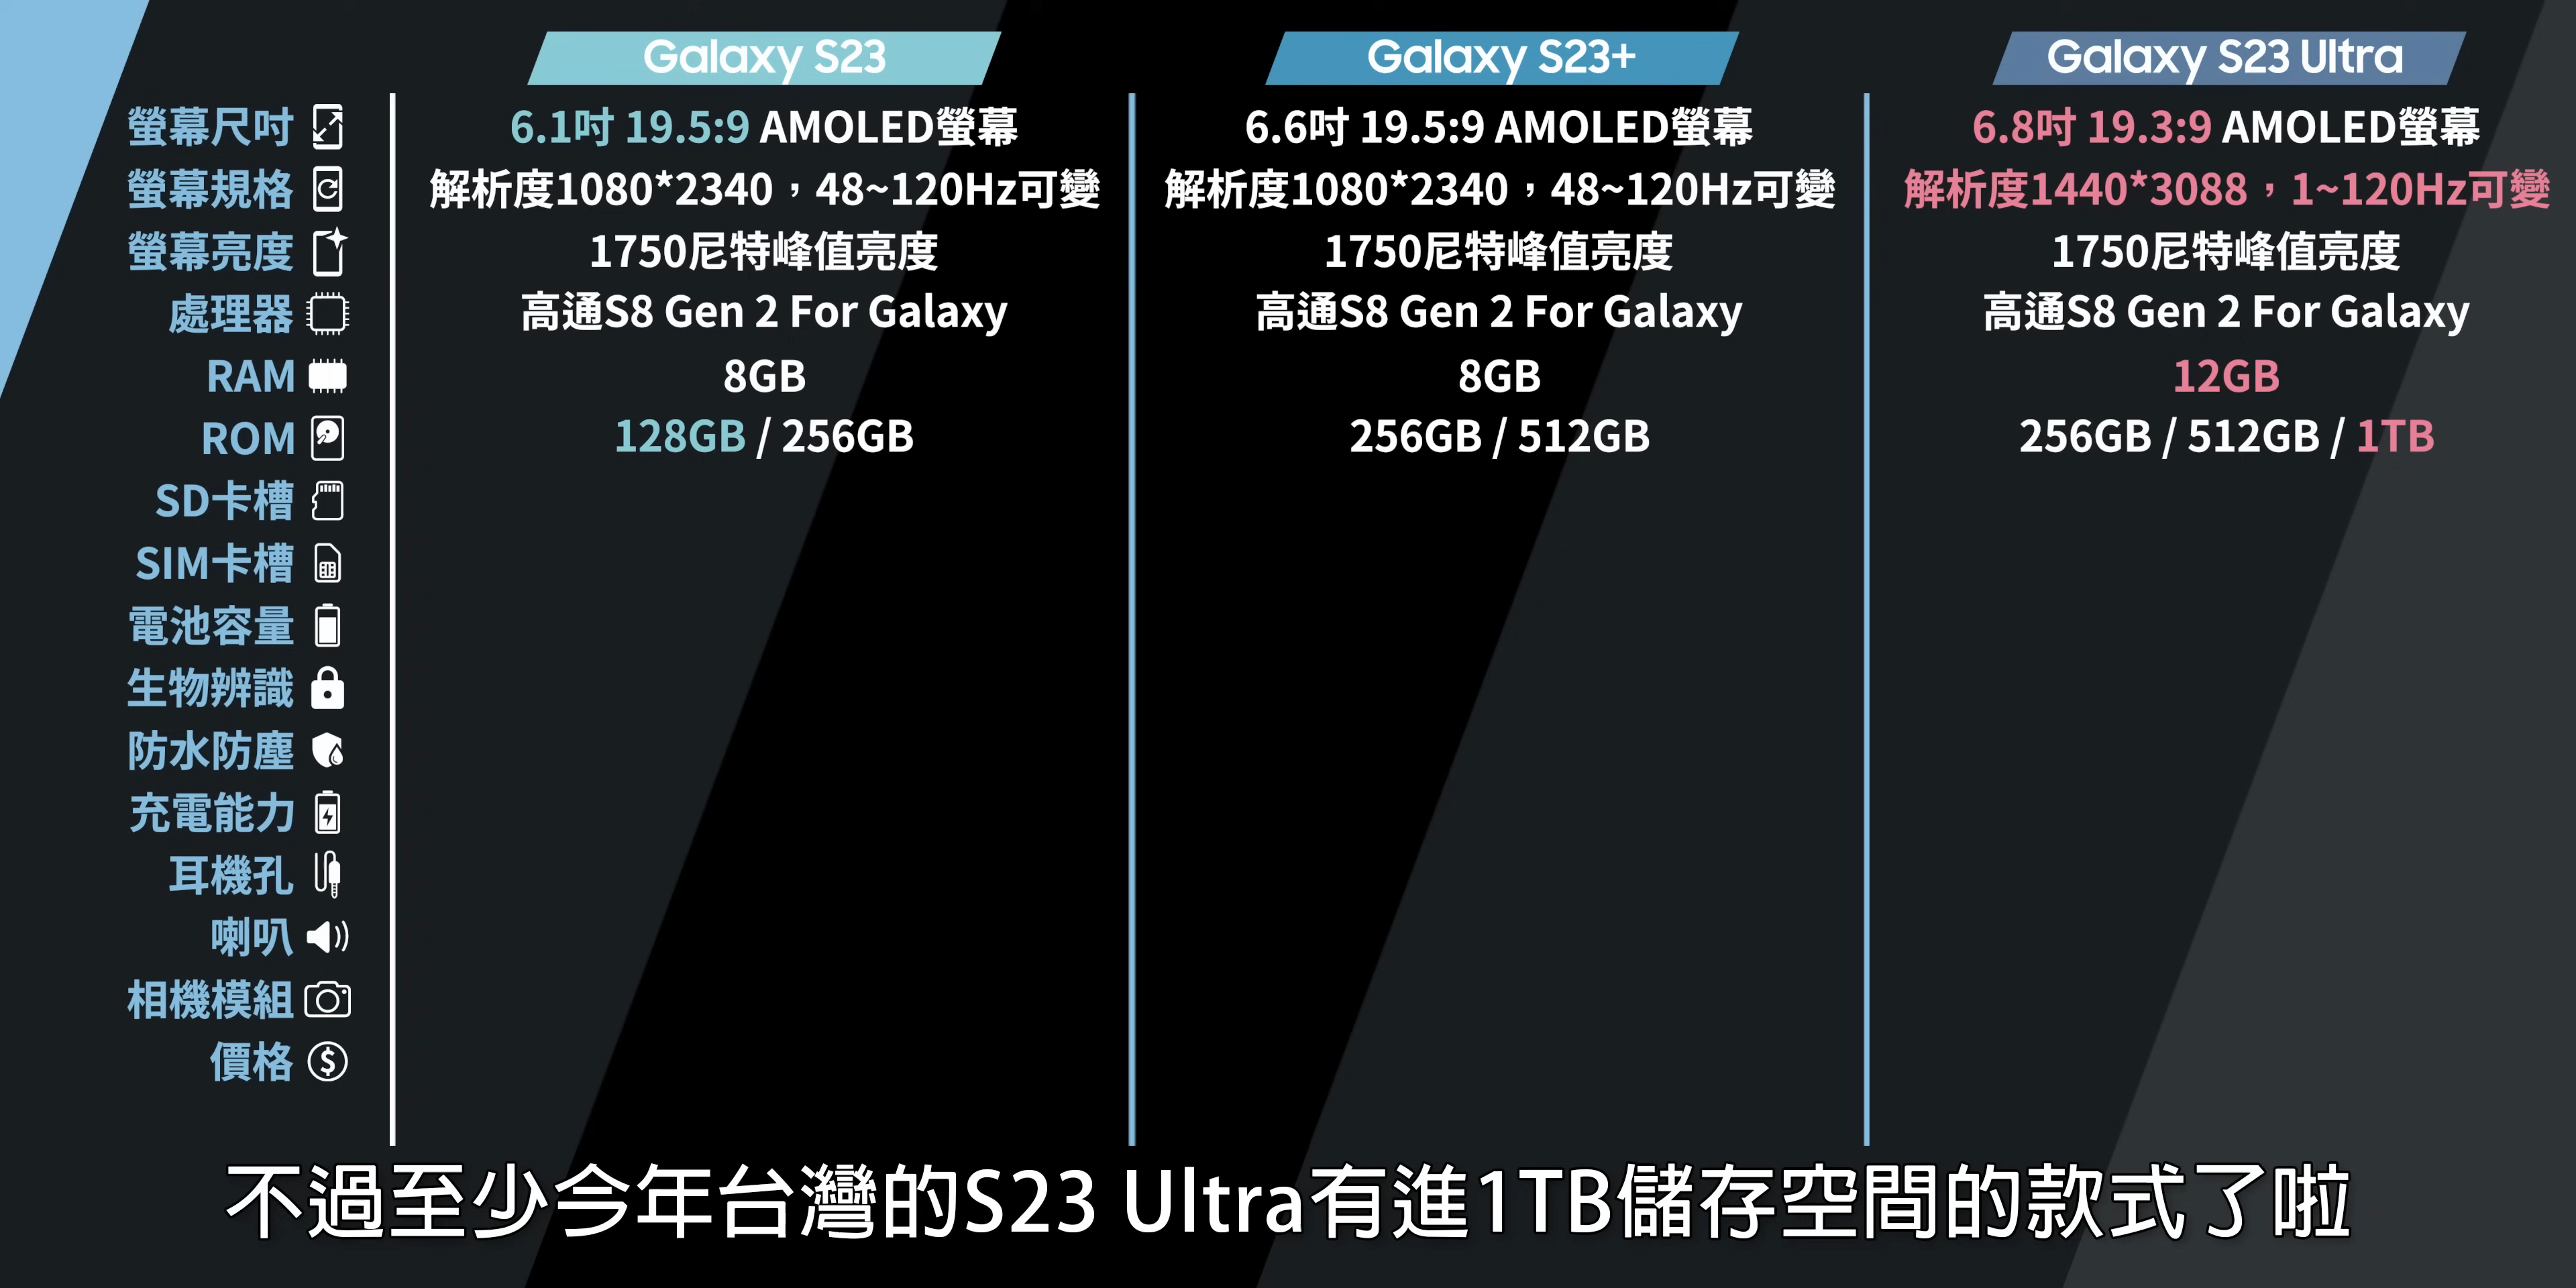 Galaxy S23 Galaxy S23+ Galaxy S23 Ultra
螢幕尺吋 6.1吋 19.5:9 AMOLED螢幕 6.6吋 19.5:9 AMOLED螢幕 6.8吋 19.3:9 AMOLED螢幕
螢幕規格 解析度1080*2340，48~120Hz可變 解析度1080*2340，48~120Hz可變 解析度1440*3088，1~120Hz可變
螢幕亮度 1750尼特峰值亮度 1750尼特峰值亮度 1750尼特峰值亮度
處理器 高通S8 Gen 2 For Galaxy 高通S8 Gen 2 For Galaxy 高通S8 Gen 2 For Galaxy
RAM 8GB 8GB 12GB
ROM 128GB / 256GB 256GB / 512GB 256GB / 512GB / 1TB
SD卡槽
SIM卡槽
電池容量
生物辨識
防水防塵
充電能力
耳機孔
喇叭
相機模組
價格
不過至少今年台灣的S23 Ultra有進1TB儲存空間的款式了啦